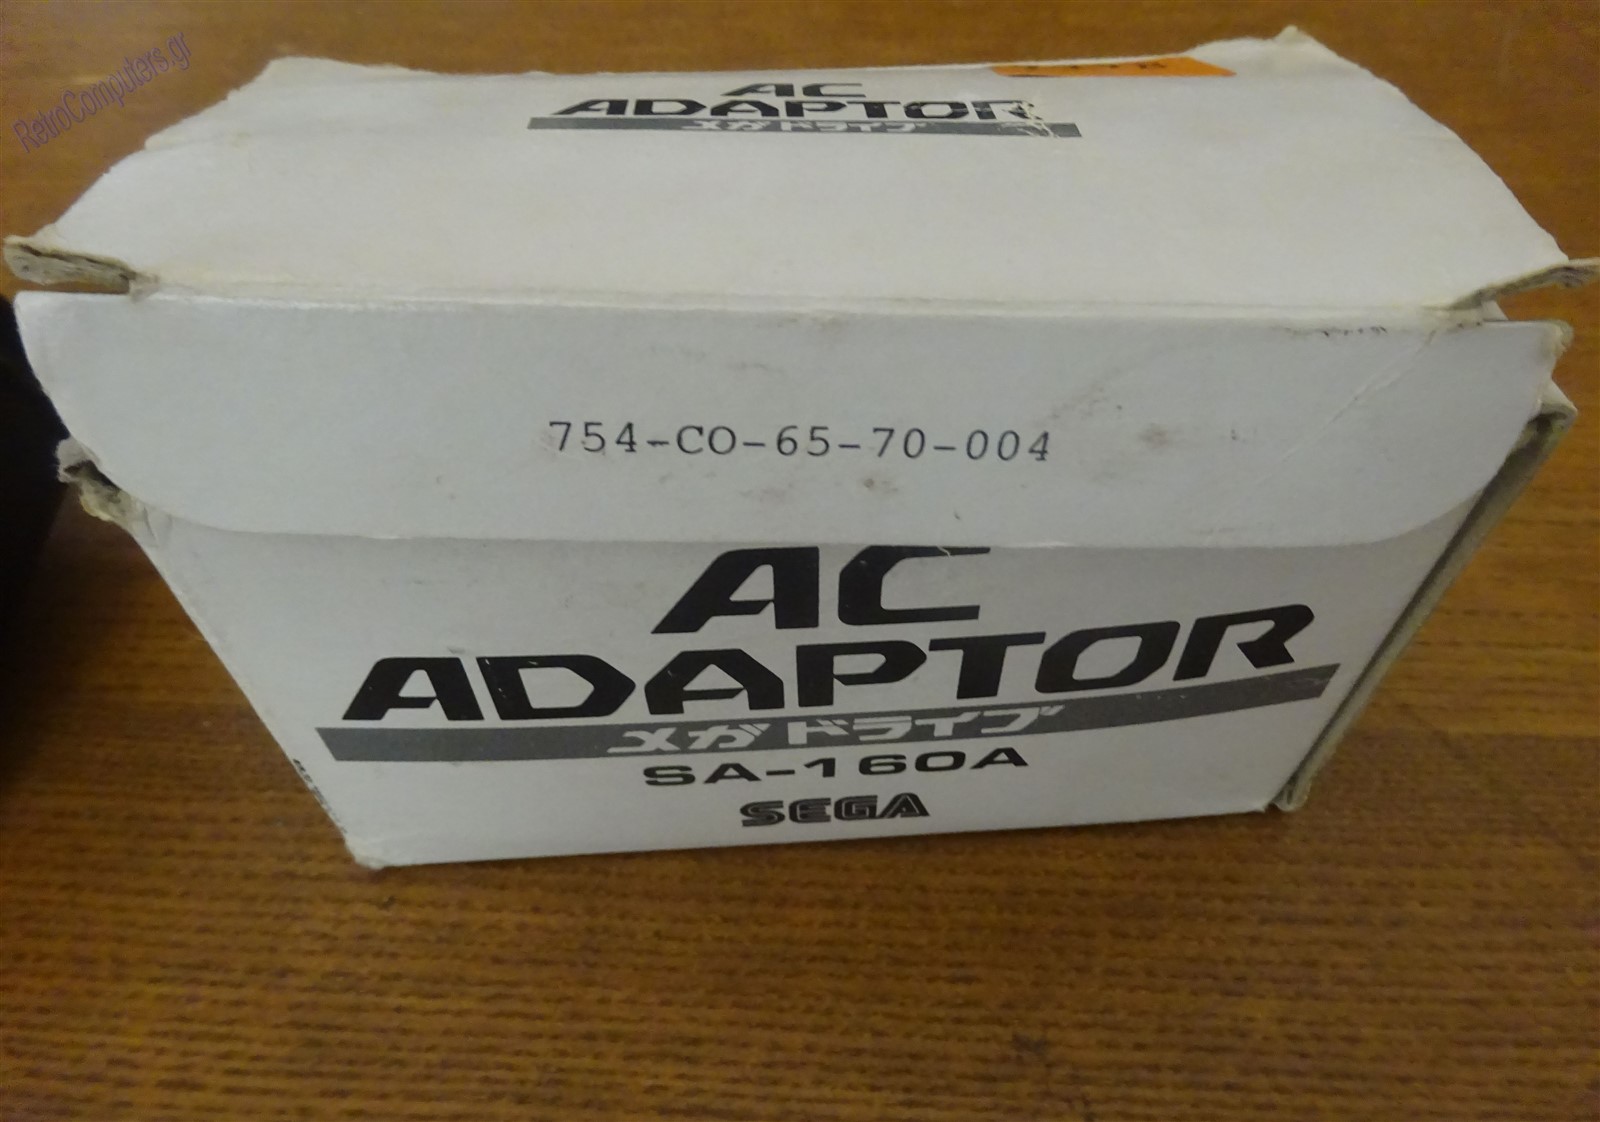 RetroComputers.gr
AC
ADAPTOR
メガドライブ
754-CO-65-70-004
AC
ADAPTOR
メガドライブ
SA-160A
SEGA